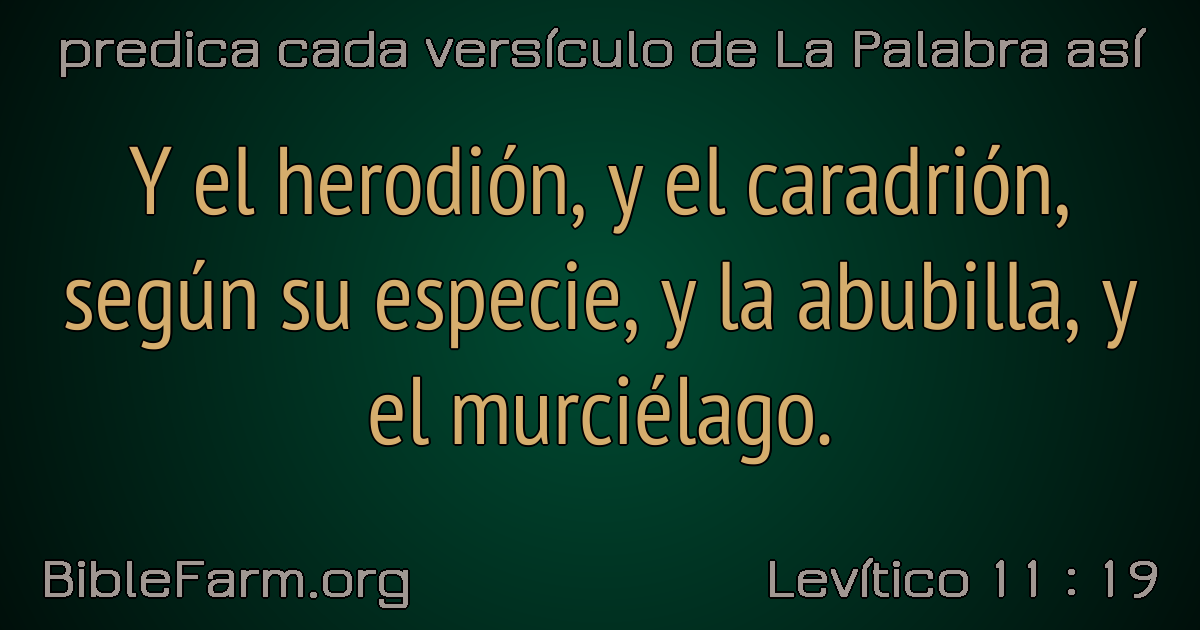 predica cada versículo de La Palabra así
Y el herodión, y el caradrión,
según su especie, y la abubilla, y
el murciélago.
BibleFarm.org
Levítico 11 : 19